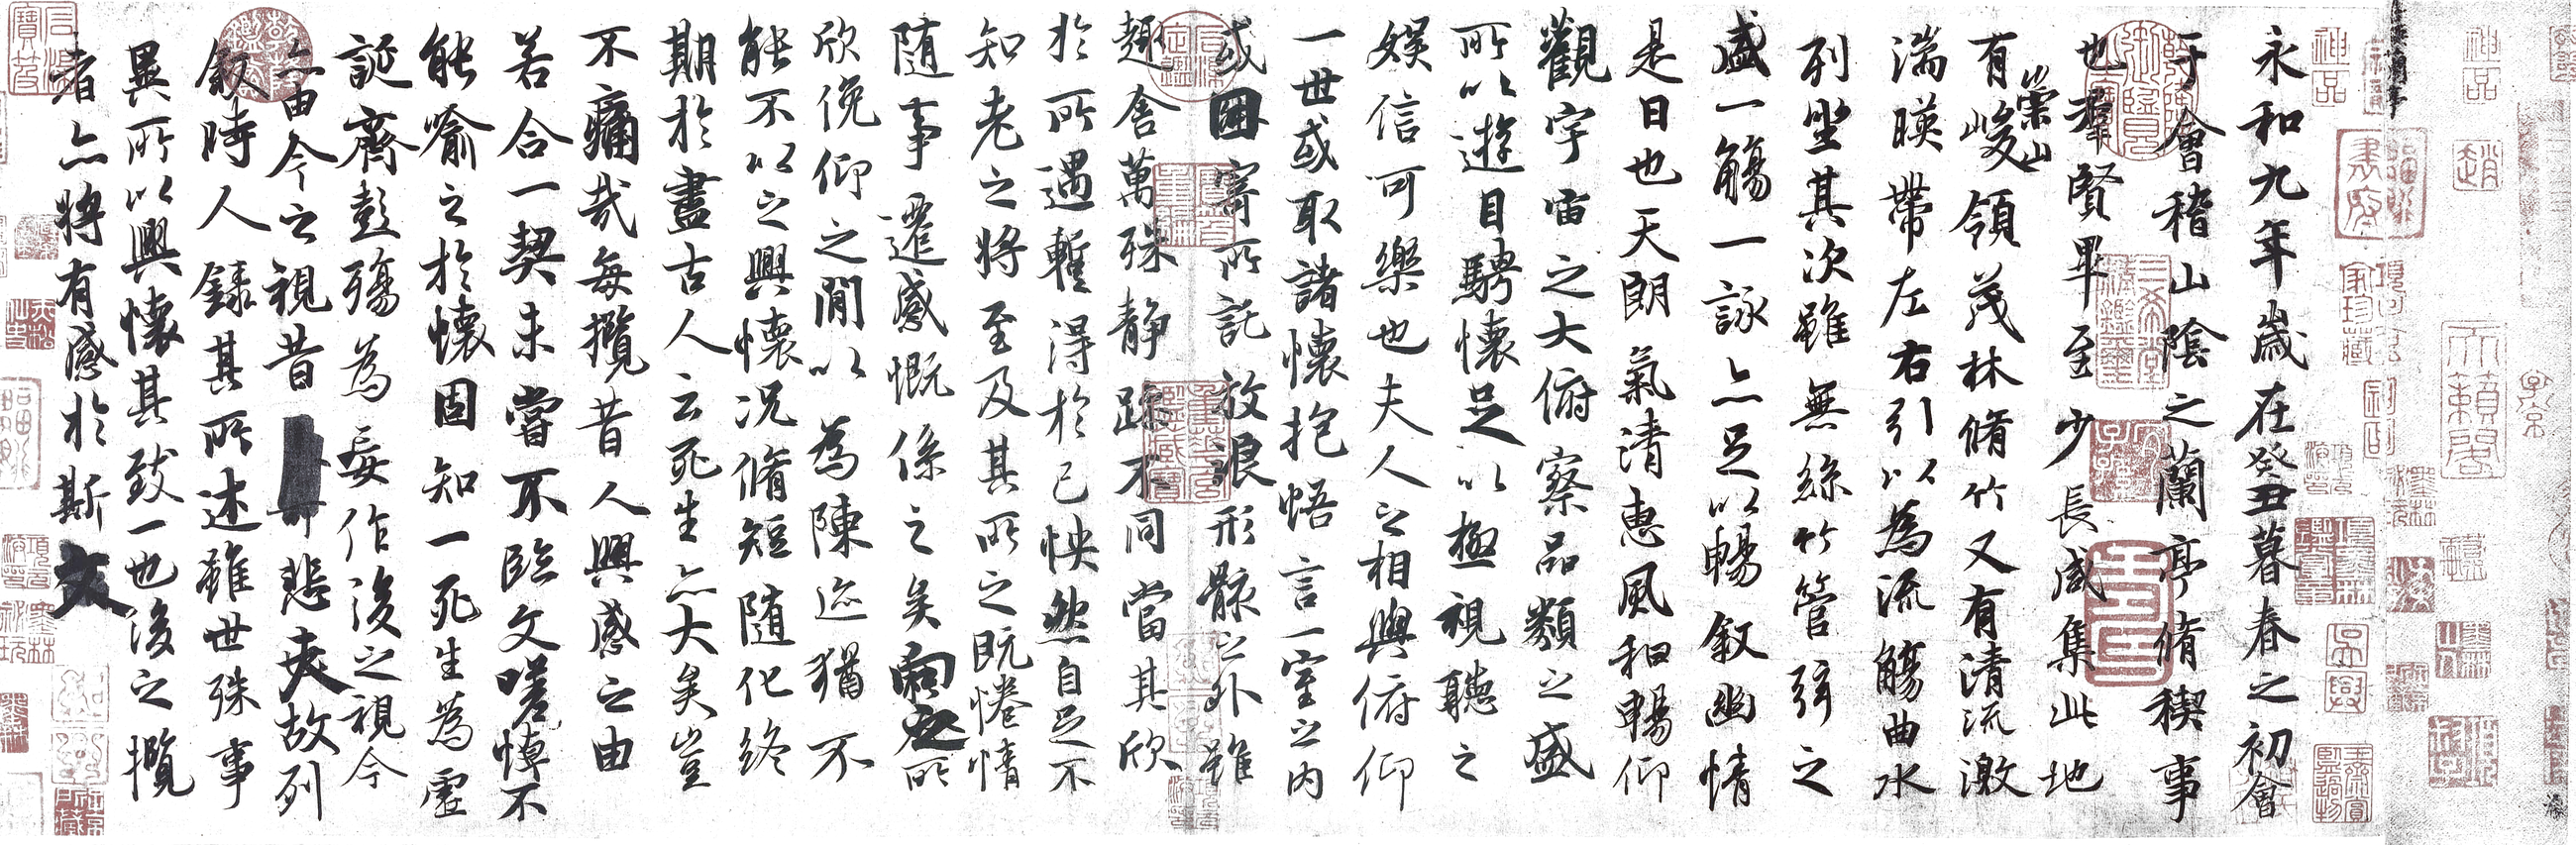 永和九年歲在癸丑暮春之初會
于會稽山陰之蘭亭脩稧事
也羣賢畢至少長咸集此地
有崇山峻領茂林脩竹又有清流激
湍暎帶左右引以為流觴曲水
列坐其次雖無絲竹管弦之
盛一觴一詠亦足以暢敘幽情
是日也天朗氣清惠風和暢仰
觀宇宙之大俯察品類之盛
所以遊目騁懷足以極視聽之
娛信可樂也夫人之相與俯仰
一世或取諸懷抱悟言一室之內
或因寄所託放浪形骸之外雖
趣舍萬殊靜躁不同當其欣
於所遇暫得於己怏然自足不
知老之將至及其所之既惓情
隨事遷感慨係之矣向之所
欣俛仰之閒以為陳迹猶不
能不以之興懷況脩短隨化終
期於盡古人云死生亦大矣豈
不痛哉每攬昔人興感之由
若合一契未嘗不臨文嗟悼不
能喻之於懷固知一死生為虛
誕齊彭殤為妄作後之視今
亦由今之視昔悲夫故列
敘時人錄其所述雖世殊事
異所以興懷其致一也後之攬
者亦將有感於斯文